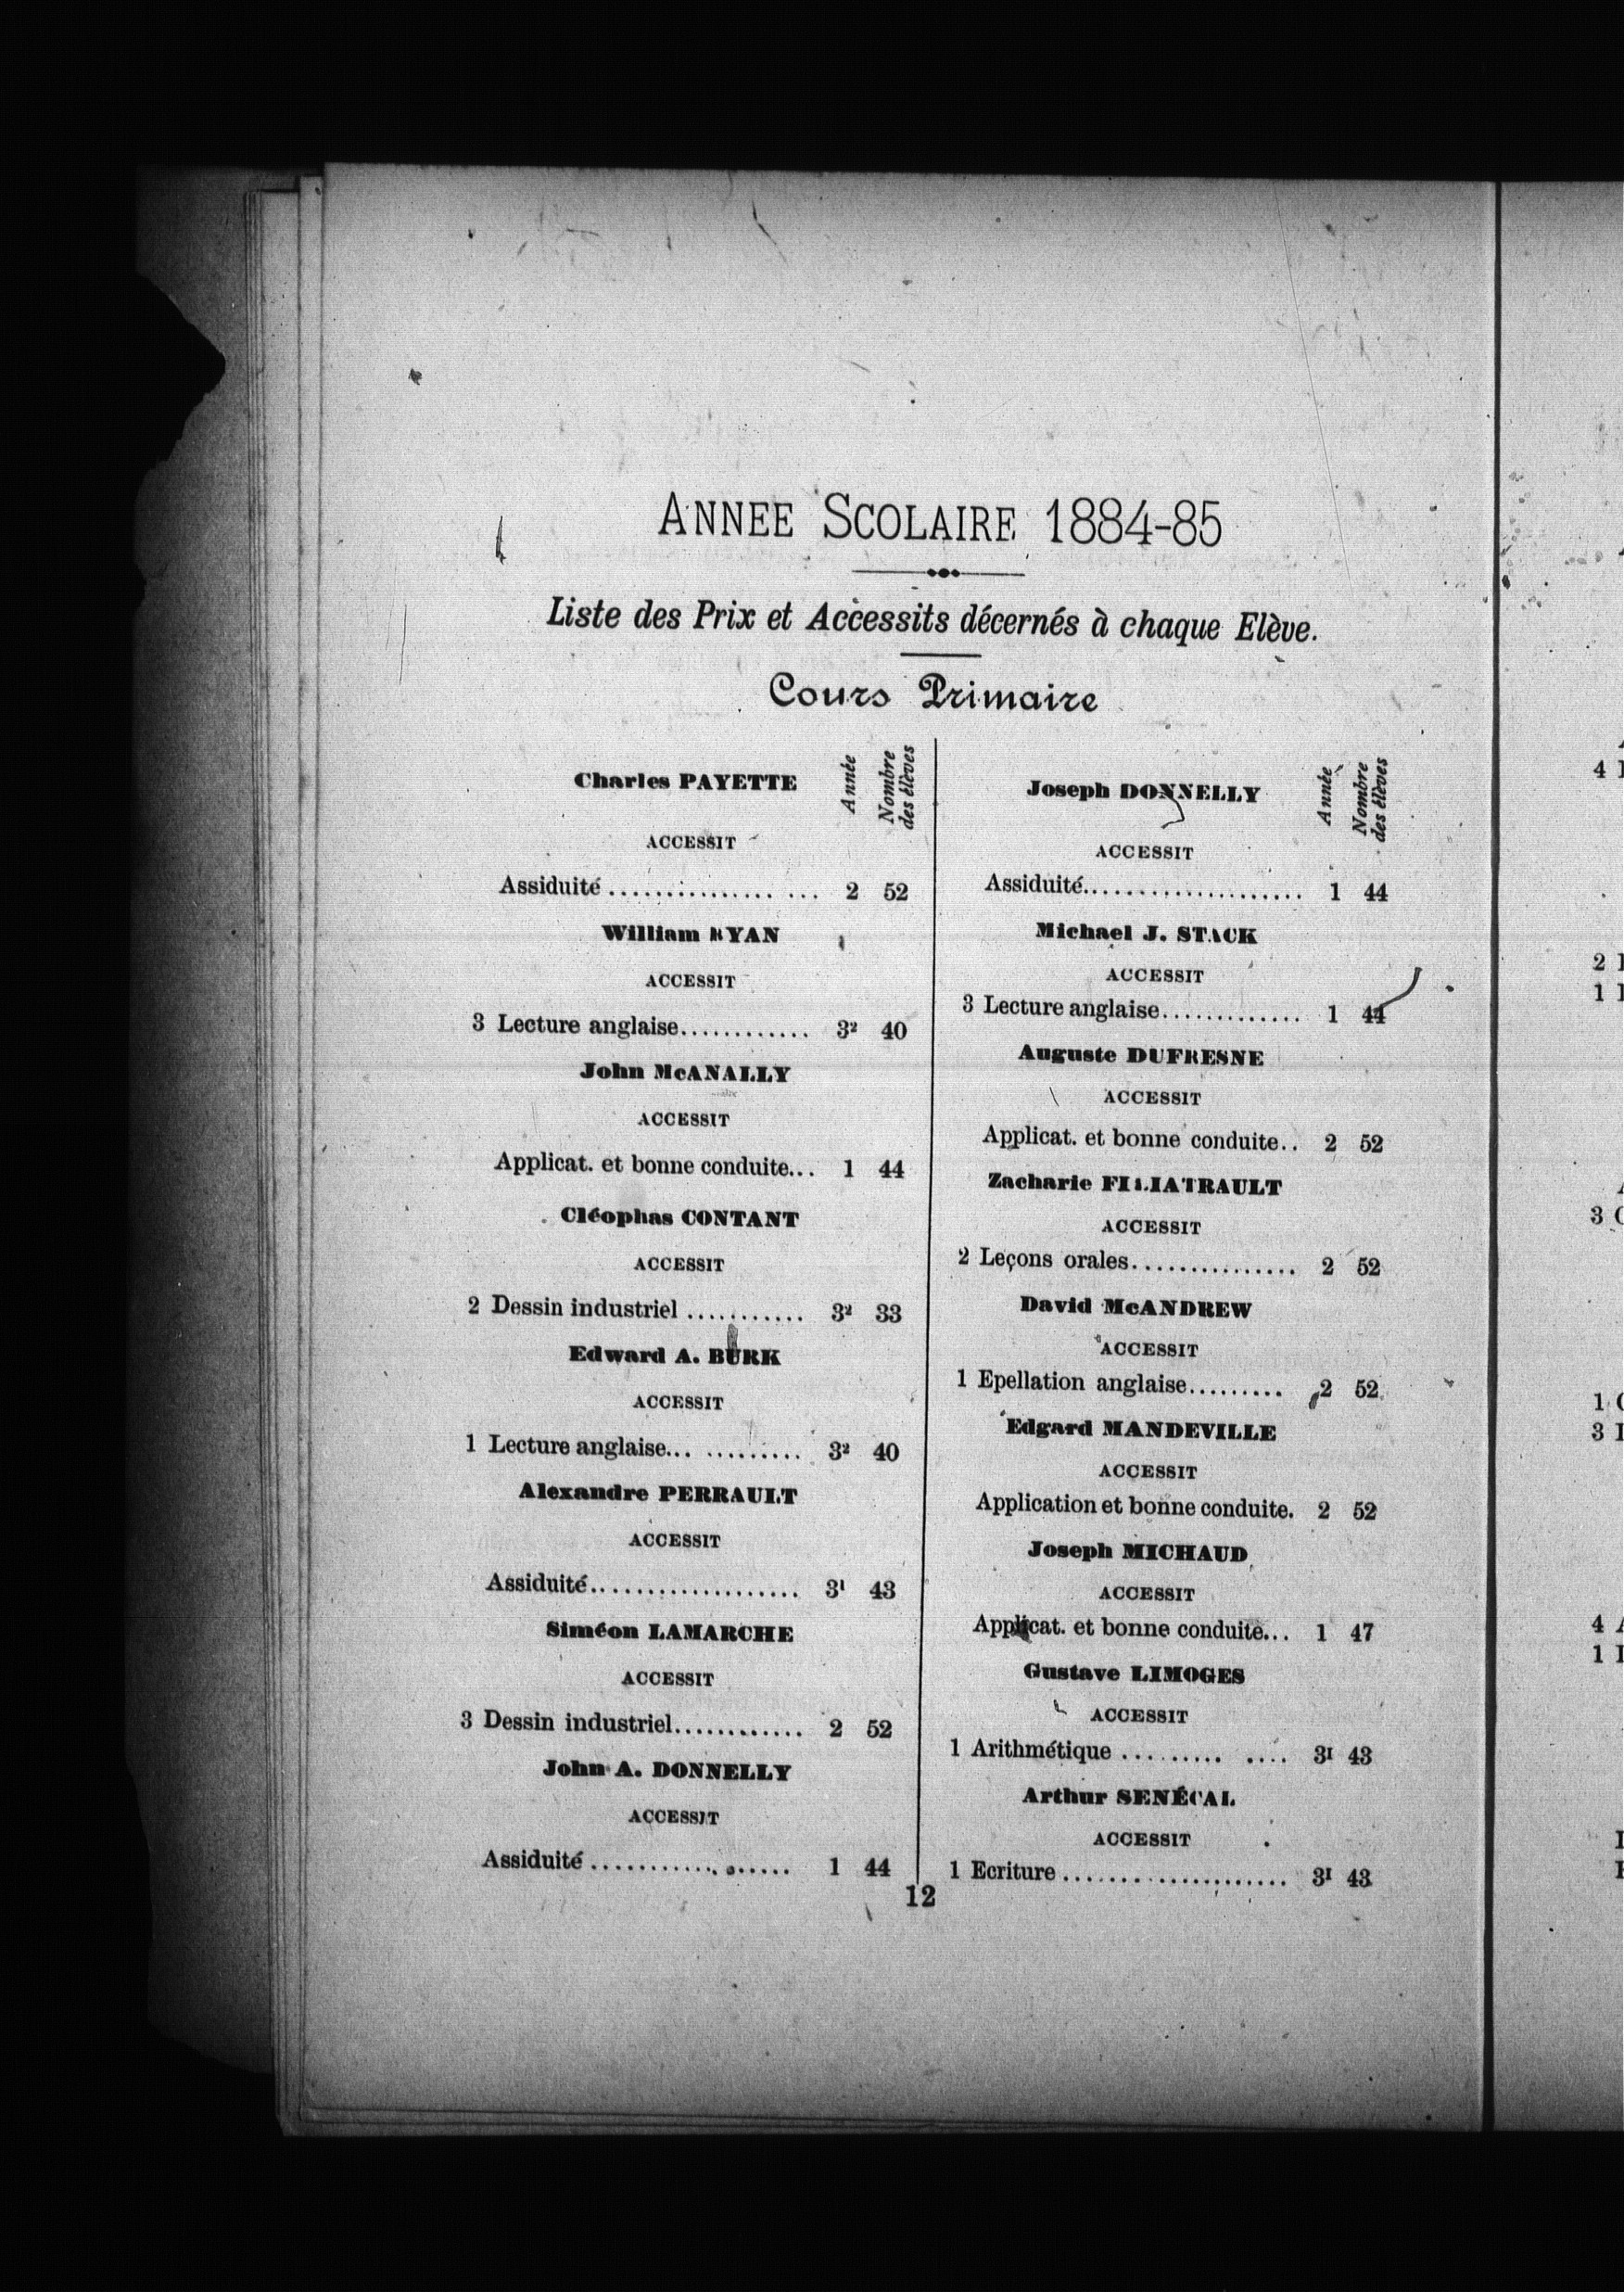 ANNEE SCOLAIRE 1884-85
Liste des Prix et Accessits décernés à chaque Elève.
Cours Primaire
Charles PAYETTE
Année
Nombre des élèves
ACCESSIT
Assiduité ................ ... 2 52
William RYAN
ACCESSIT
3 Lecture anglaise............ 3² 40
John McANALLY
ACCESSIT
Applicat. et bonne conduite... 1 44
Cléophas CONTANT
ACCESSIT
2 Dessin industriel ........... 3² 33
Edward A. BURK
ACCESSIT
1 Lecture anglaise... ......... 3² 40
Alexandre PERRAULT
ACCESSIT
Assiduité................... 3¹ 43
Siméon LAMARCHE
ACCESSIT
3 Dessin industriel............ 2 52
John A. DONNELLY
ACCESSIT
Assiduité .................. 1 44
Joseph DONNELLY
Année
Nombre des élèves
ACCESSIT
Assiduité..................... 1 44
Michael J. STACK
ACCESSIT
3 Lecture anglaise............. 1 44
Auguste DUFRESNE
ACCESSIT
Applicat. et bonne conduite.. 2 52
Zacharie FILIATRAULT
ACCESSIT
2 Leçons orales............... 2 52
David McANDREW
ACCESSIT
1 Epellation anglaise......... 2 52
Edgard MANDEVILLE
ACCESSIT
Application et bonne conduite. 2 52
Joseph MICHAUD
ACCESSIT
Applicat. et bonne conduite... 1 47
Gustave LIMOGES
ACCESSIT
1 Arithmétique ......... .... 3¹ 43
Arthur SENÉCAL
ACCESSIT
1 Ecriture ..................... 3¹ 43
12